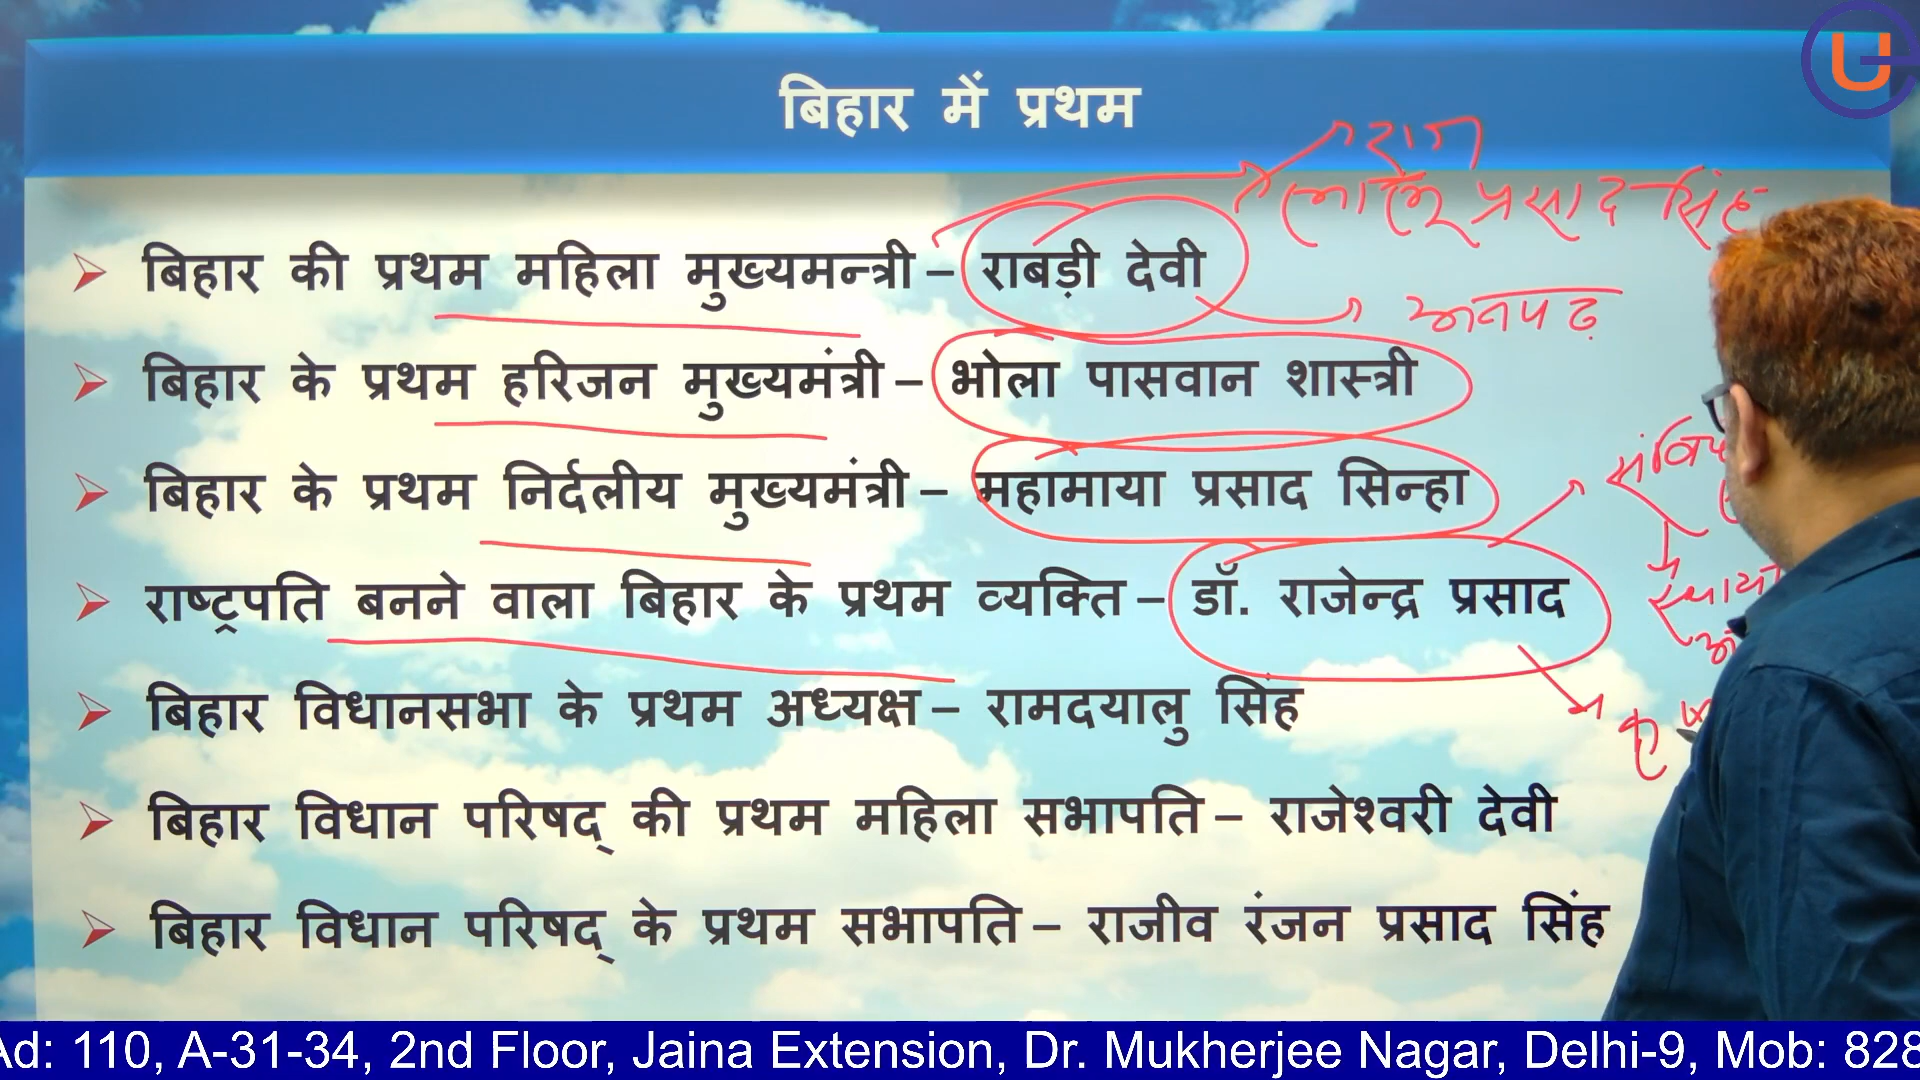 बिहार में प्रथम
राज
प्रसाद सिंह
बिहार की प्रथम महिला मुख्यमन्त्री – राबड़ी देवी
अनपढ़
बिहार के प्रथम हरिजन मुख्यमंत्री – भोला पासवान शास्त्री
बिहार के प्रथम निर्दलीय मुख्यमंत्री – महामाया प्रसाद सिन्हा
राष्ट्रपति बनने वाला बिहार के प्रथम व्यक्ति – डॉ. राजेन्द्र प्रसाद
बिहार विधानसभा के प्रथम अध्यक्ष – रामदयालु सिंह
बिहार विधान परिषद् की प्रथम महिला सभापति – राजेश्वरी देवी
बिहार विधान परिषद् के प्रथम सभापति – राजीव रंजन प्रसाद सिंह
Ad: 110, A-31-34, 2nd Floor, Jaina Extension, Dr. Mukherjee Nagar, Delhi-9, Mob: 828